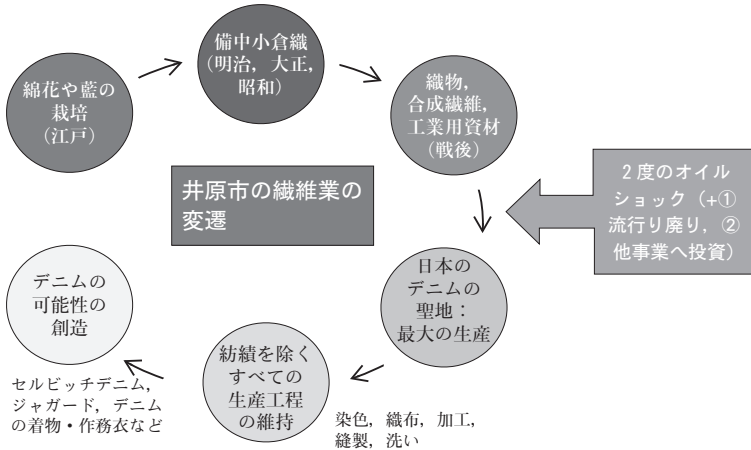 綿花や藍の
栽培
（江戸）
備中小倉織
（明治，大正，
昭和）
織物，
合成繊維，
工業用資材
（戦後）
2度のオイル
ショック（+①
流行り廃り，②
他事業へ投資）
井原市の繊維業の
変遷
日本の
デニムの
聖地：
最大の生産
紡績を除く
すべての
生産工程
の維持
染色，織布，加工，
縫製，洗い
デニムの
可能性の
創造
セルビッチデニム，
ジャガード，デニム
の着物・作務衣など